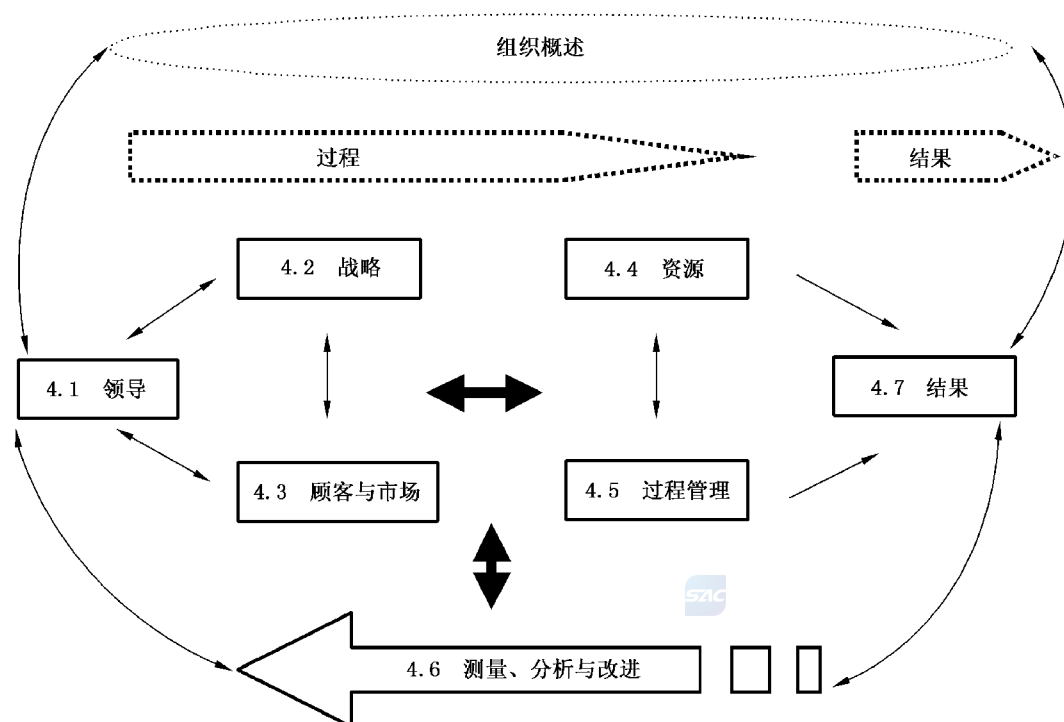 组织概述
过程
结果
4.2 战略
4.4 资源
4.1 领导
4.7 结果
4.3 顾客与市场
4.5 过程管理
SAC
4.6 测量、分析与改进